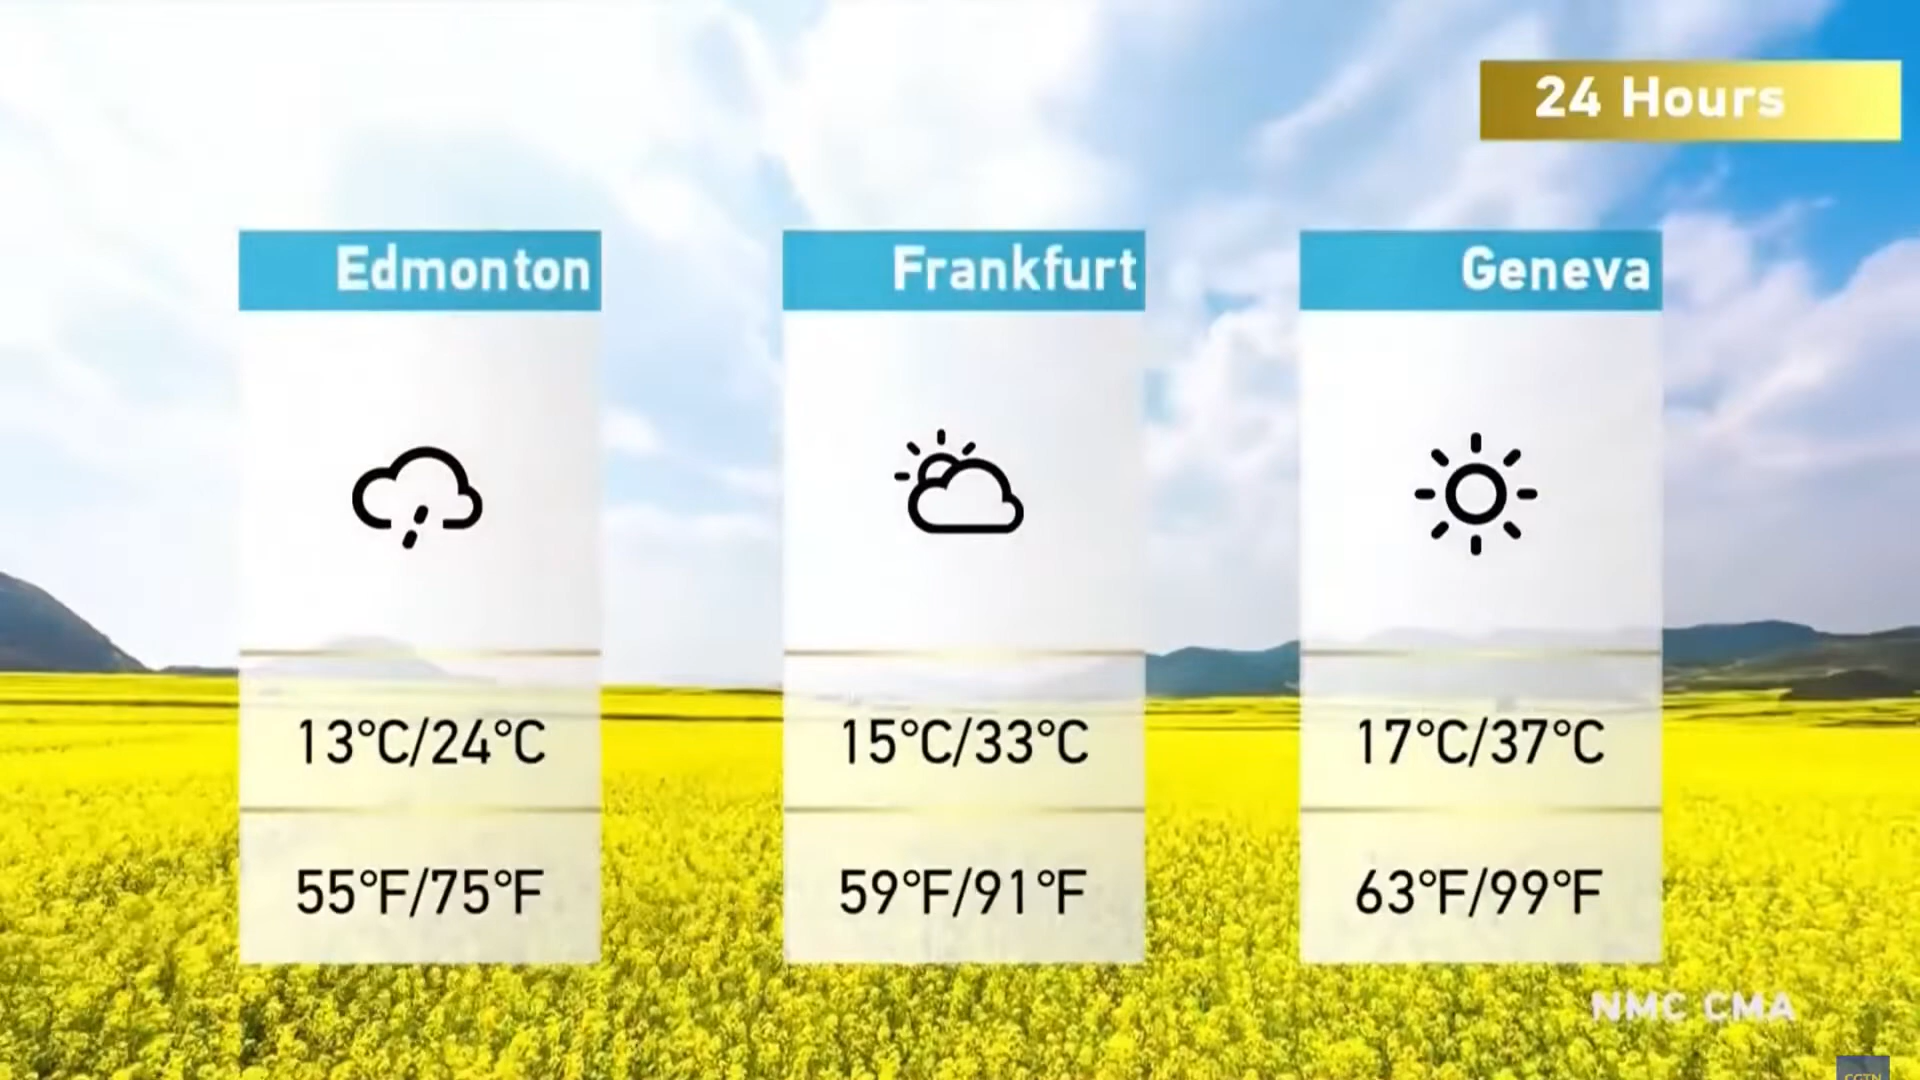 24 Hours
Edmonton
13°C/24°C
55°F/75°F
Frankfurt
15°C/33°C
59°F/91°F
Geneva
17°C/37°C
63°F/99°F
NMC CMA
CGTN